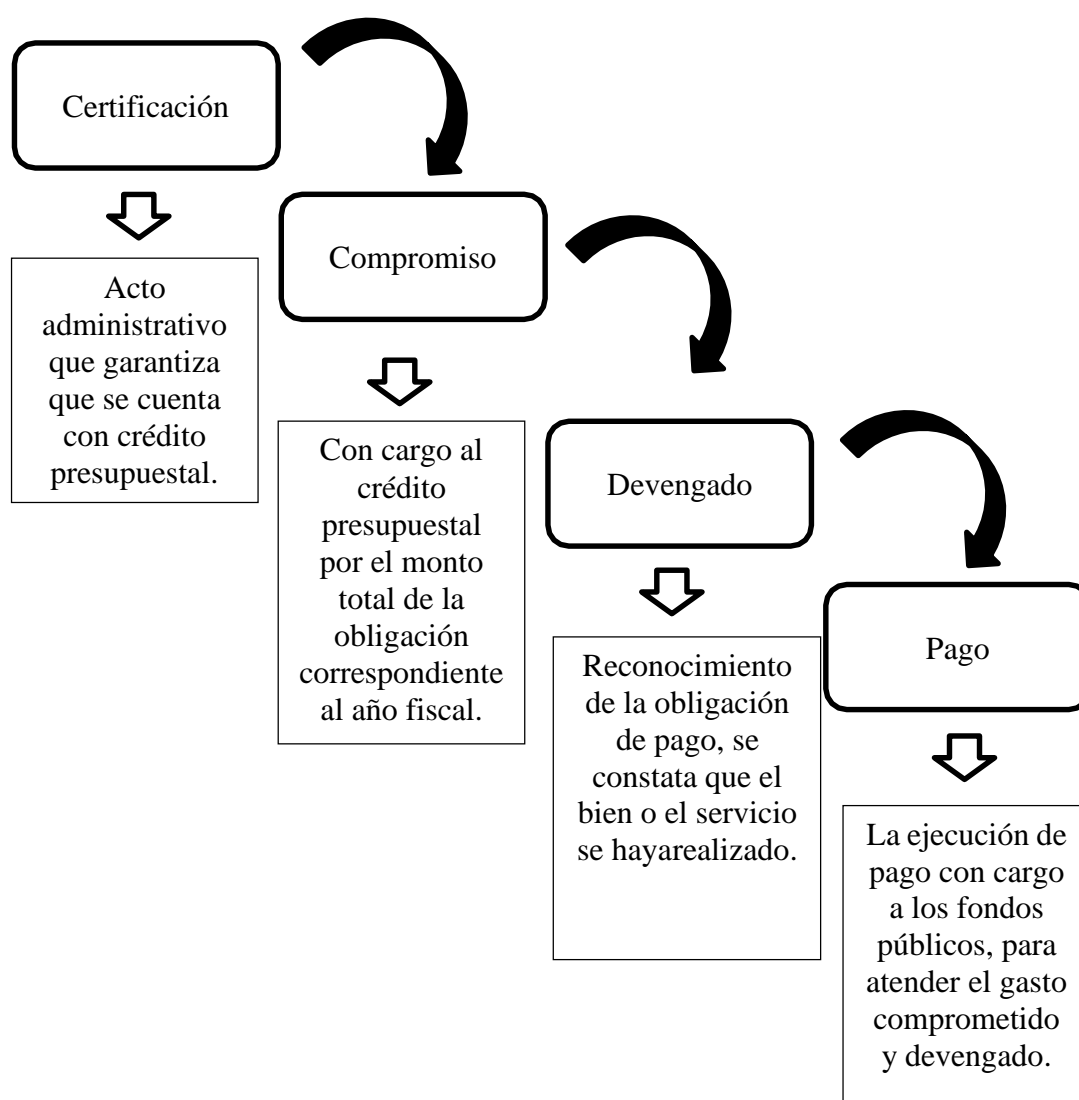 Certificación
Acto
administrativo
que garantiza
que se cuenta
con crédito
presupuestal.
Compromiso
Con cargo al
crédito
presupuestal
por el monto
total de la
obligación
correspondiente
al año fiscal.
Devengado
Reconocimiento
de la obligación
de pago, se
constata que el
bien o el servicio
se hayarealizado.
Pago
La ejecución de
pago con cargo
a los fondos
públicos, para
atender el gasto
comprometido
y devengado.